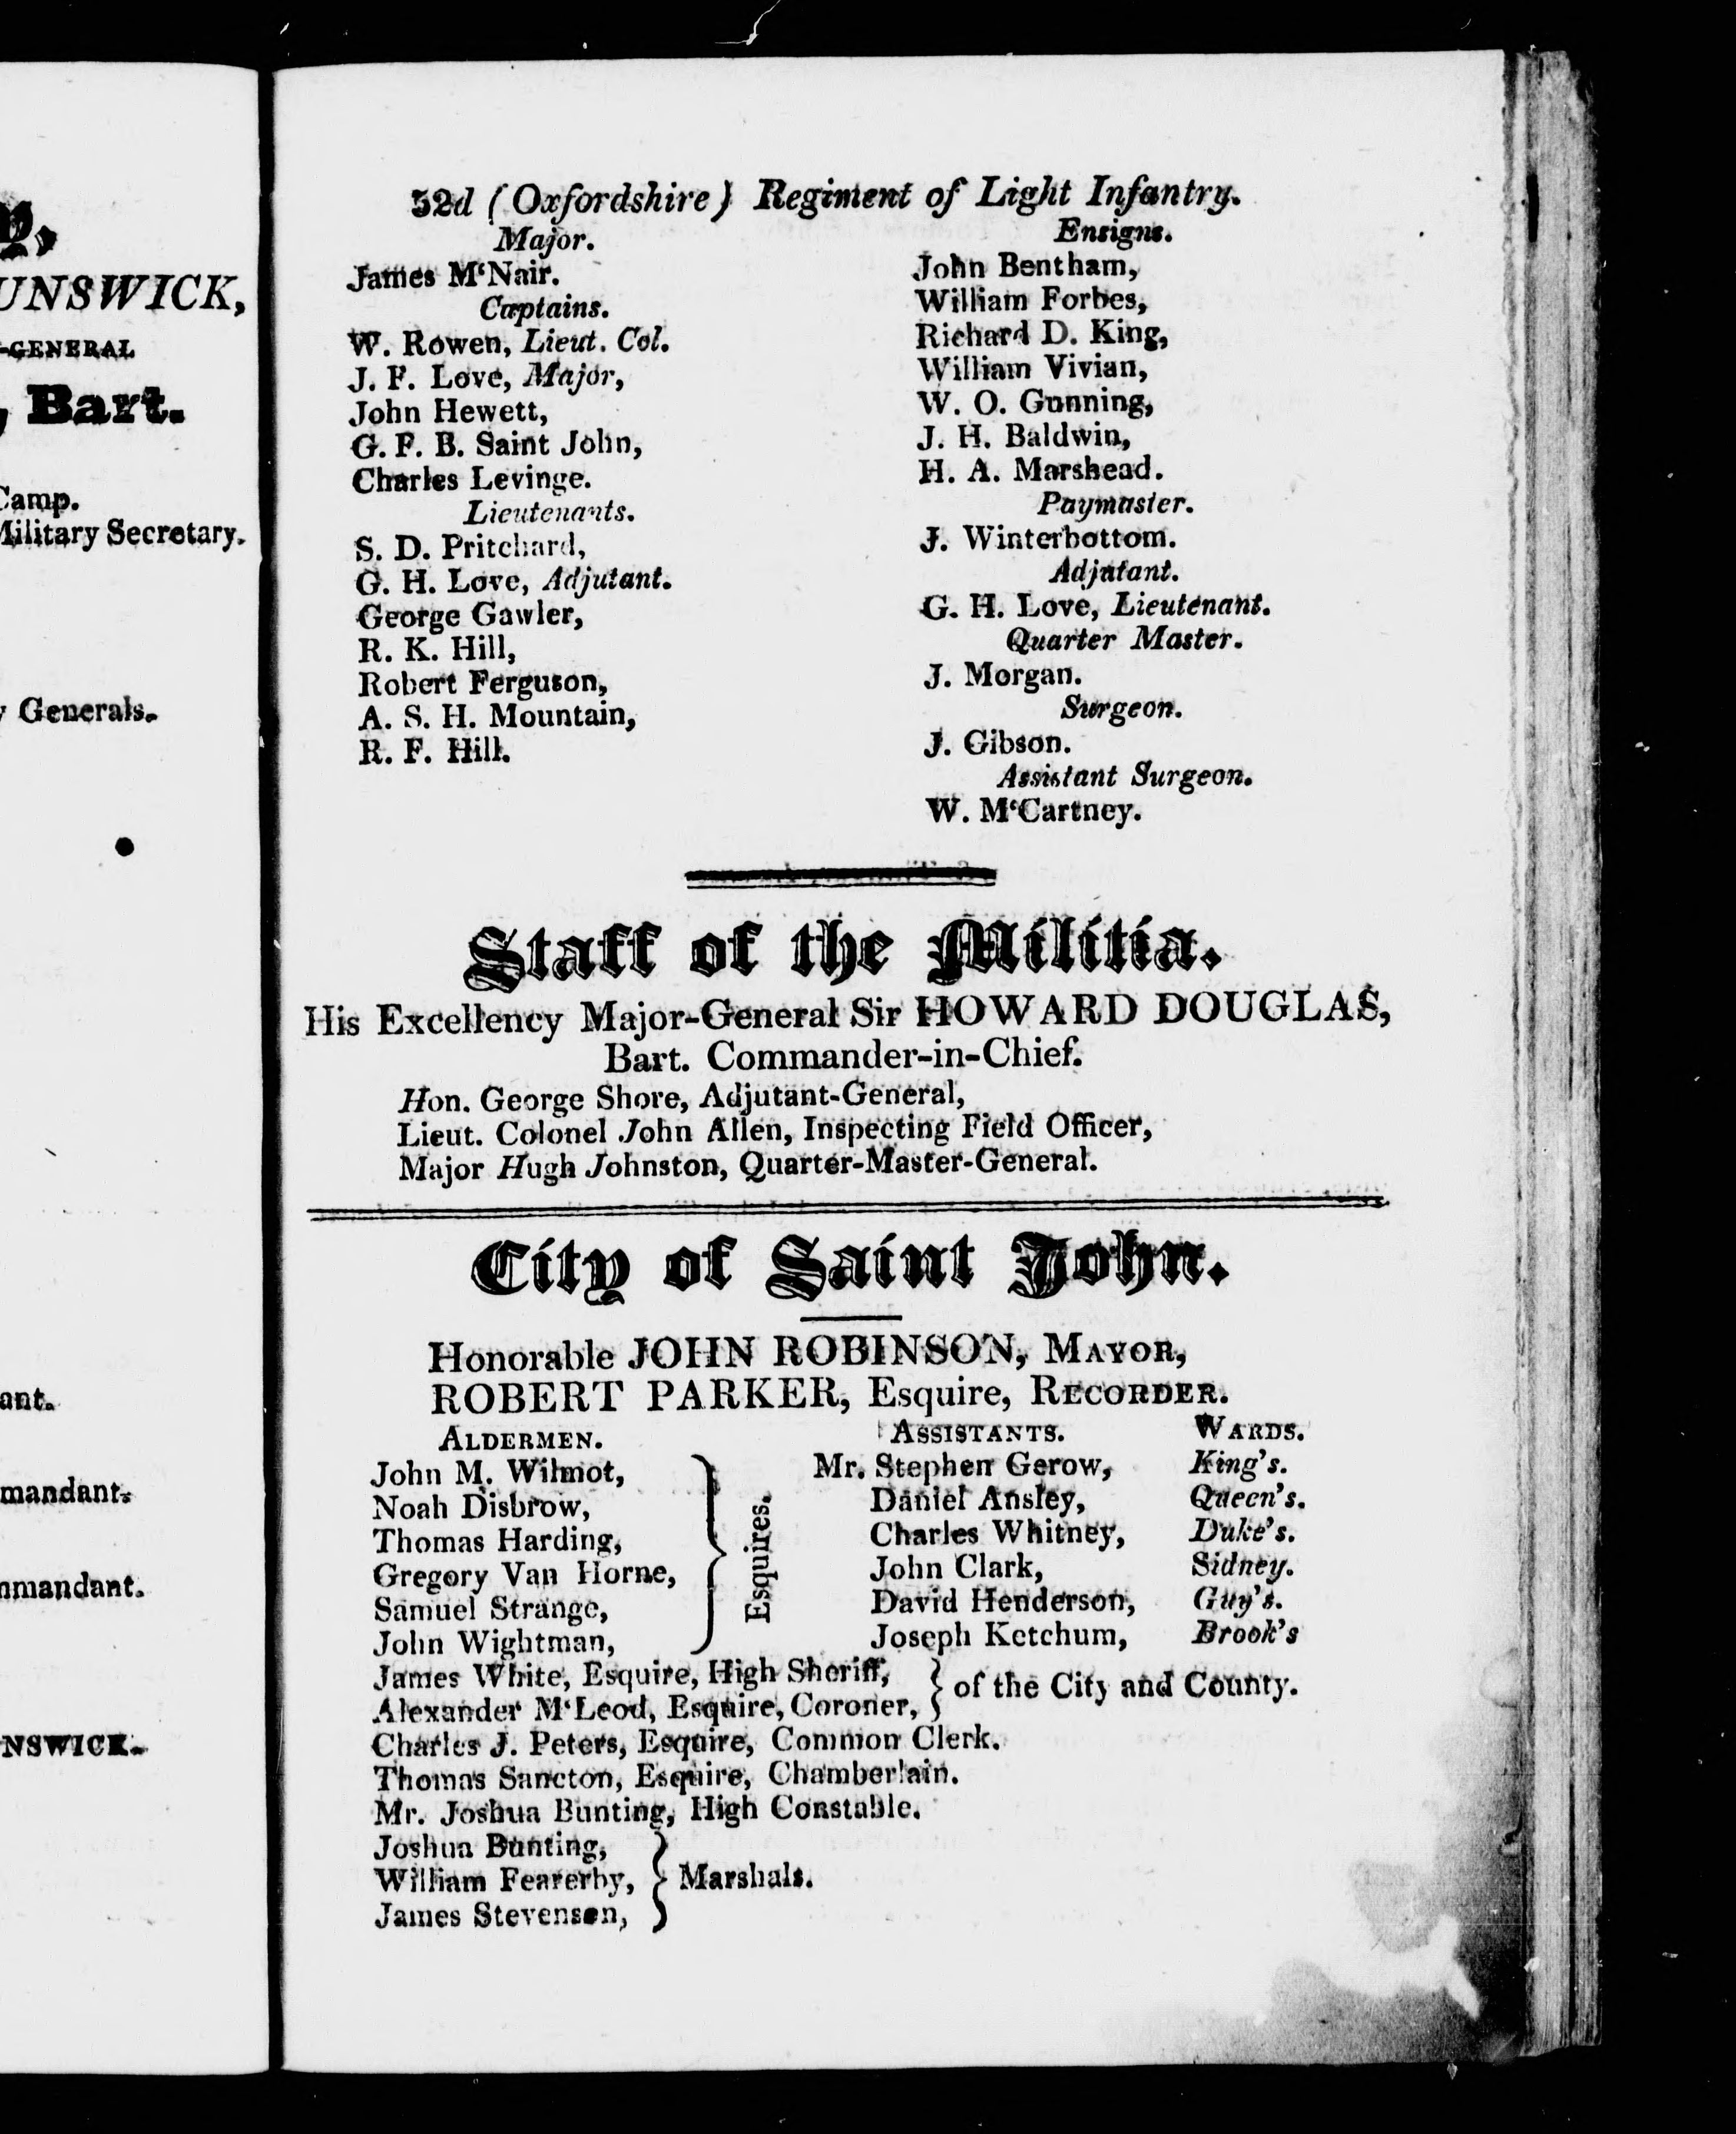 y,
UNSWICK,
-GENERAL
, Bart.
Camp.
Military Secretary.
y Generals.
ant.
mandant.
mmandant.
NSWICK.
52d (Oxfordshire) Regiment of Light Infantry.
Major.
James M'Nair.
Captains.
W. Rowen, Lieut. Col.
J. F. Love, Major,
John Hewett,
G. F. B. Saint John,
Charles Levinge.
Lieutenants.
S. D. Pritchard,
G. H. Love, Adjutant.
George Gawler,
R. K. Hill,
Robert Ferguson,
A. S. H. Mountain,
R. F. Hill.
Ensigns.
John Bentham,
William Forbes,
Richard D. King,
William Vivian,
W. O. Gunning,
J. H. Baldwin,
H. A. Marshead.
Paymaster.
J. Winterbottom.
Adjutant.
G. H. Love, Lieutenant.
Quarter Master.
J. Morgan.
Surgeon.
J. Gibson.
Assistant Surgeon.
W. M'Cartney.
Staff of the Militia.
His Excellency Major-General Sir HOWARD DOUGLAS,
Bart. Commander-in-Chief.
Hon. George Shore, Adjutant-General,
Lieut. Colonel John Allen, Inspecting Field Officer,
Major Hugh Johnston, Quarter-Master-General.
City of Saint John.
Honorable JOHN ROBINSON, MAYOR,
ROBERT PARKER, Esquire, RECORDER.
ALDERMEN. ASSISTANTS. WARDS.
John M. Wilmot, Mr. Stephen Gerow, King's.
Noah Disbrow, Daniel Ansley, Queen's.
Thomas Harding, Charles Whitney, Duke's.
Gregory Van Horne, John Clark, Sidney.
Samuel Strange, David Henderson, Guy's.
John Wightman, Joseph Ketchum, Brook's
Esquires.
James White, Esquire, High Sheriff,
Alexander M'Leod, Esquire, Coroner, } of the City and County.
Charles J. Peters, Esquire, Common Clerk.
Thomas Sancton, Esquire, Chamberlain.
Mr. Joshua Bunting, High Constable.
Joshua Bunting,
William Fearerby, } Marshals.
James Stevenson,